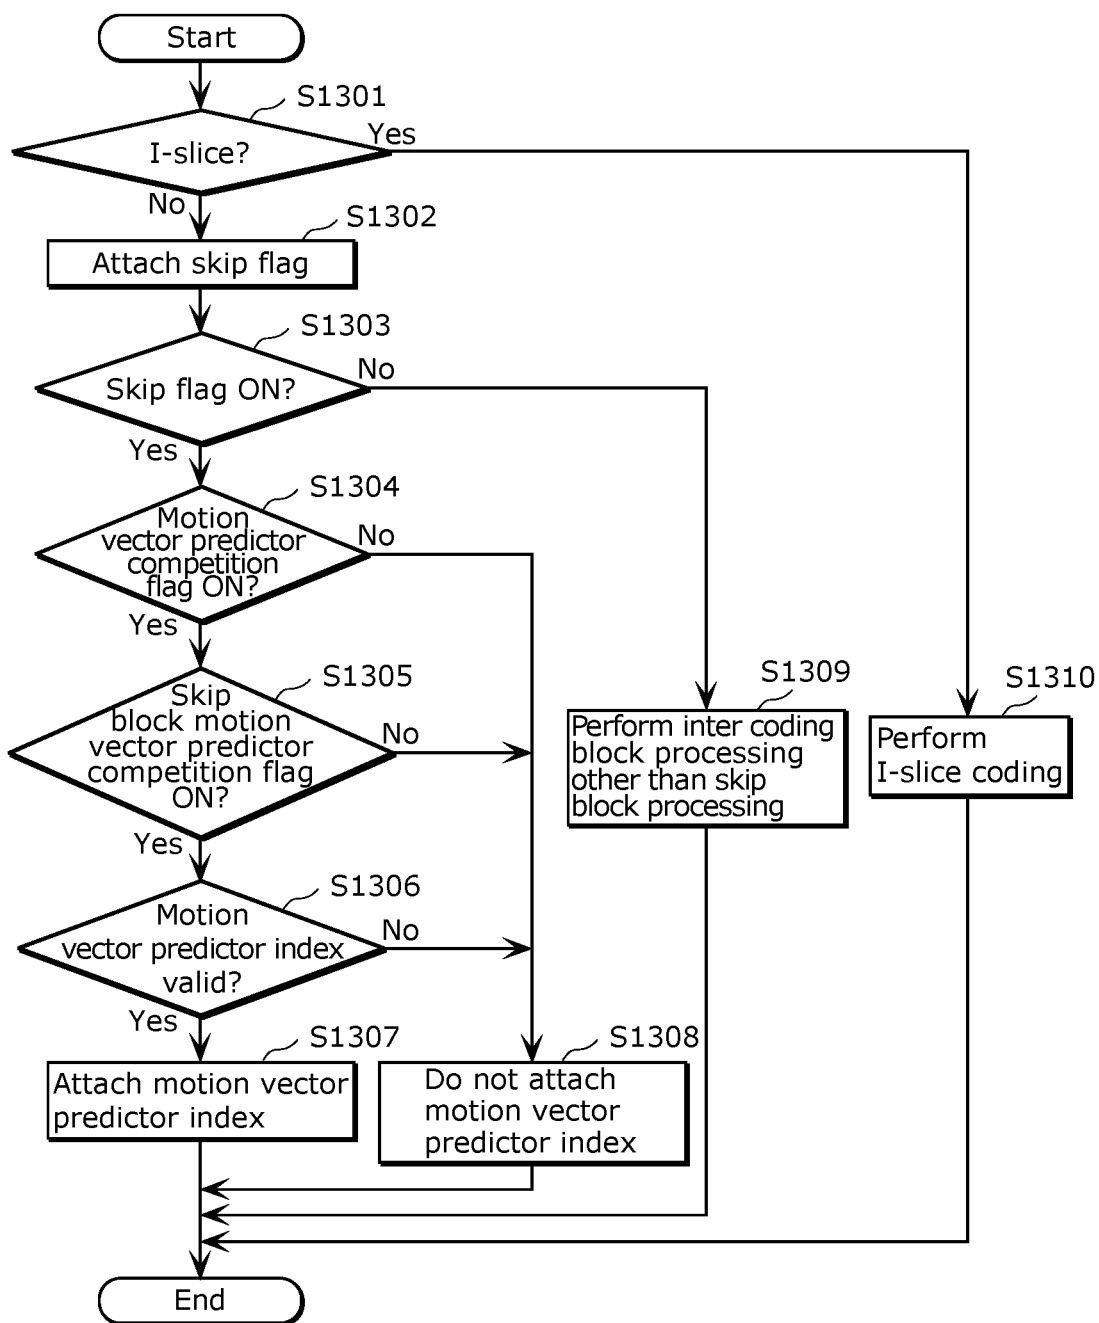 Start
S1301
I-slice?
Yes
No
S1302
Attach skip flag
S1303
Skip flag ON?
No
Yes
S1304
Motion
vector predictor
competition
flag ON?
No
Yes
S1305
Skip
block motion
vector predictor
competition flag
ON?
No
Yes
S1309
Perform inter coding
block processing
other than skip
block processing
S1310
Perform
I-slice coding
S1306
Motion
vector predictor index
valid?
No
Yes
S1307
Attach motion vector
predictor index
S1308
Do not attach
motion vector
predictor index
End